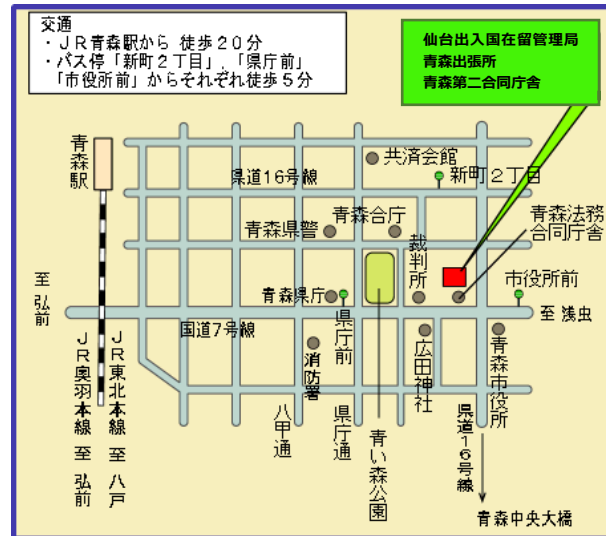 交通
・JR青森駅から 徒歩20分
・バス停「新町2丁目」,「県庁前」
「市役所前」からそれぞれ徒歩5分
仙台出入国在留管理局
青森出張所
青森第二合同庁舎
青森駅
共済会館
県道16号線
新町2丁目
青森県警
青森合庁
裁判所
青森法務
合同庁舎
至 弘前
青森県庁
市役所前
国道7号線
県庁前
至 浅虫
消防署
広田神社
青森市役所
JR奥羽本線 至 弘前
JR東北本線 至 八戸
八甲通
県庁通
青い森公園
県道16号線
青森中央大橋